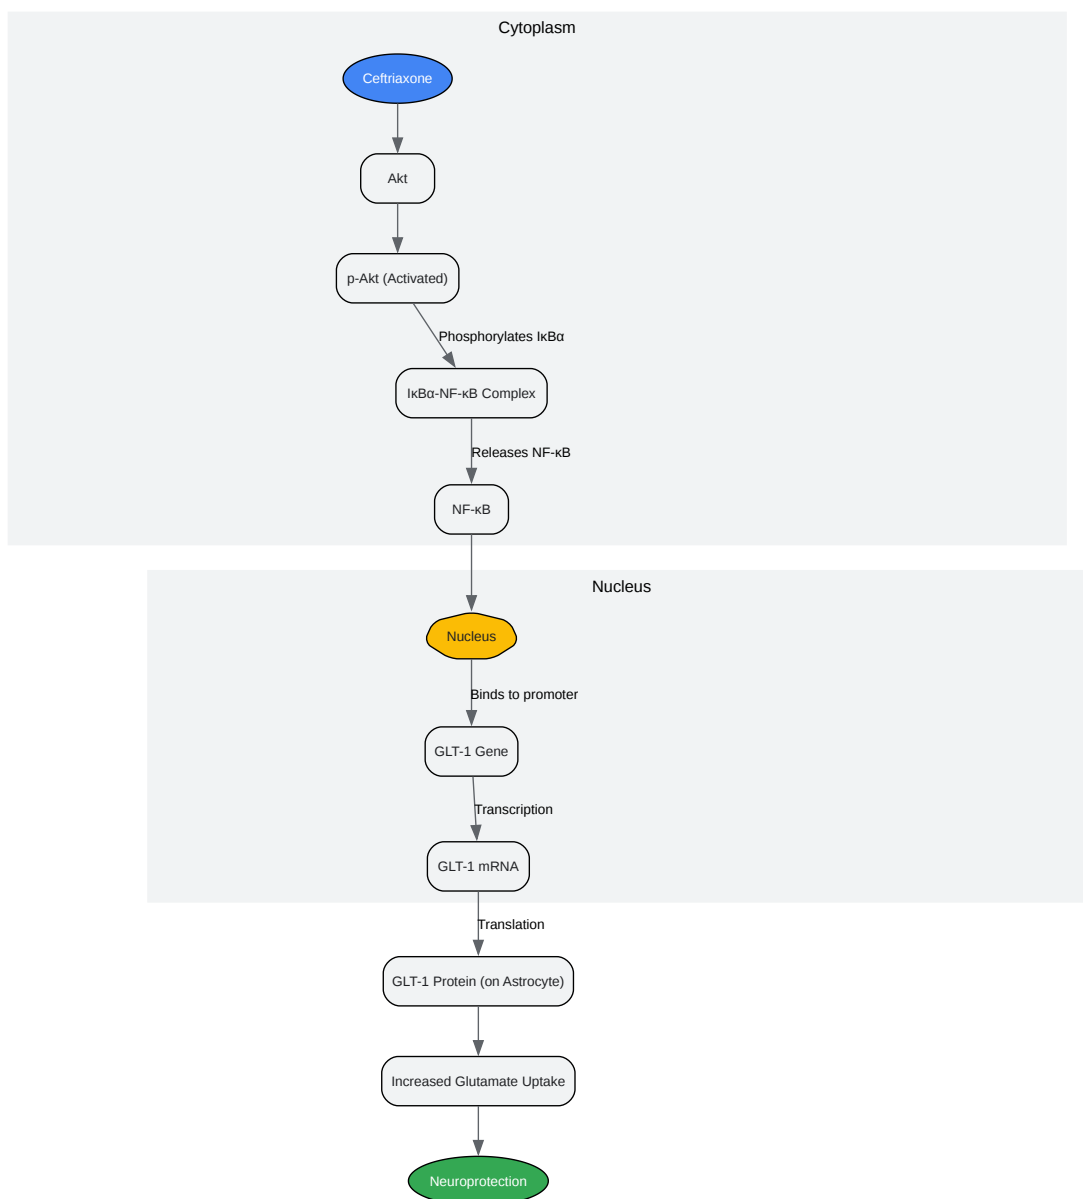 Cytoplasm
Ceftriaxone
Akt
p-Akt (Activated)
Phosphorylates IκBα
IκBα-NF-κB Complex
Releases NF-κB
NF-κB
Nucleus
Nucleus
Binds to promoter
GLT-1 Gene
Transcription
GLT-1 mRNA
Translation
GLT-1 Protein (on Astrocyte)
Increased Glutamate Uptake
Neuroprotection